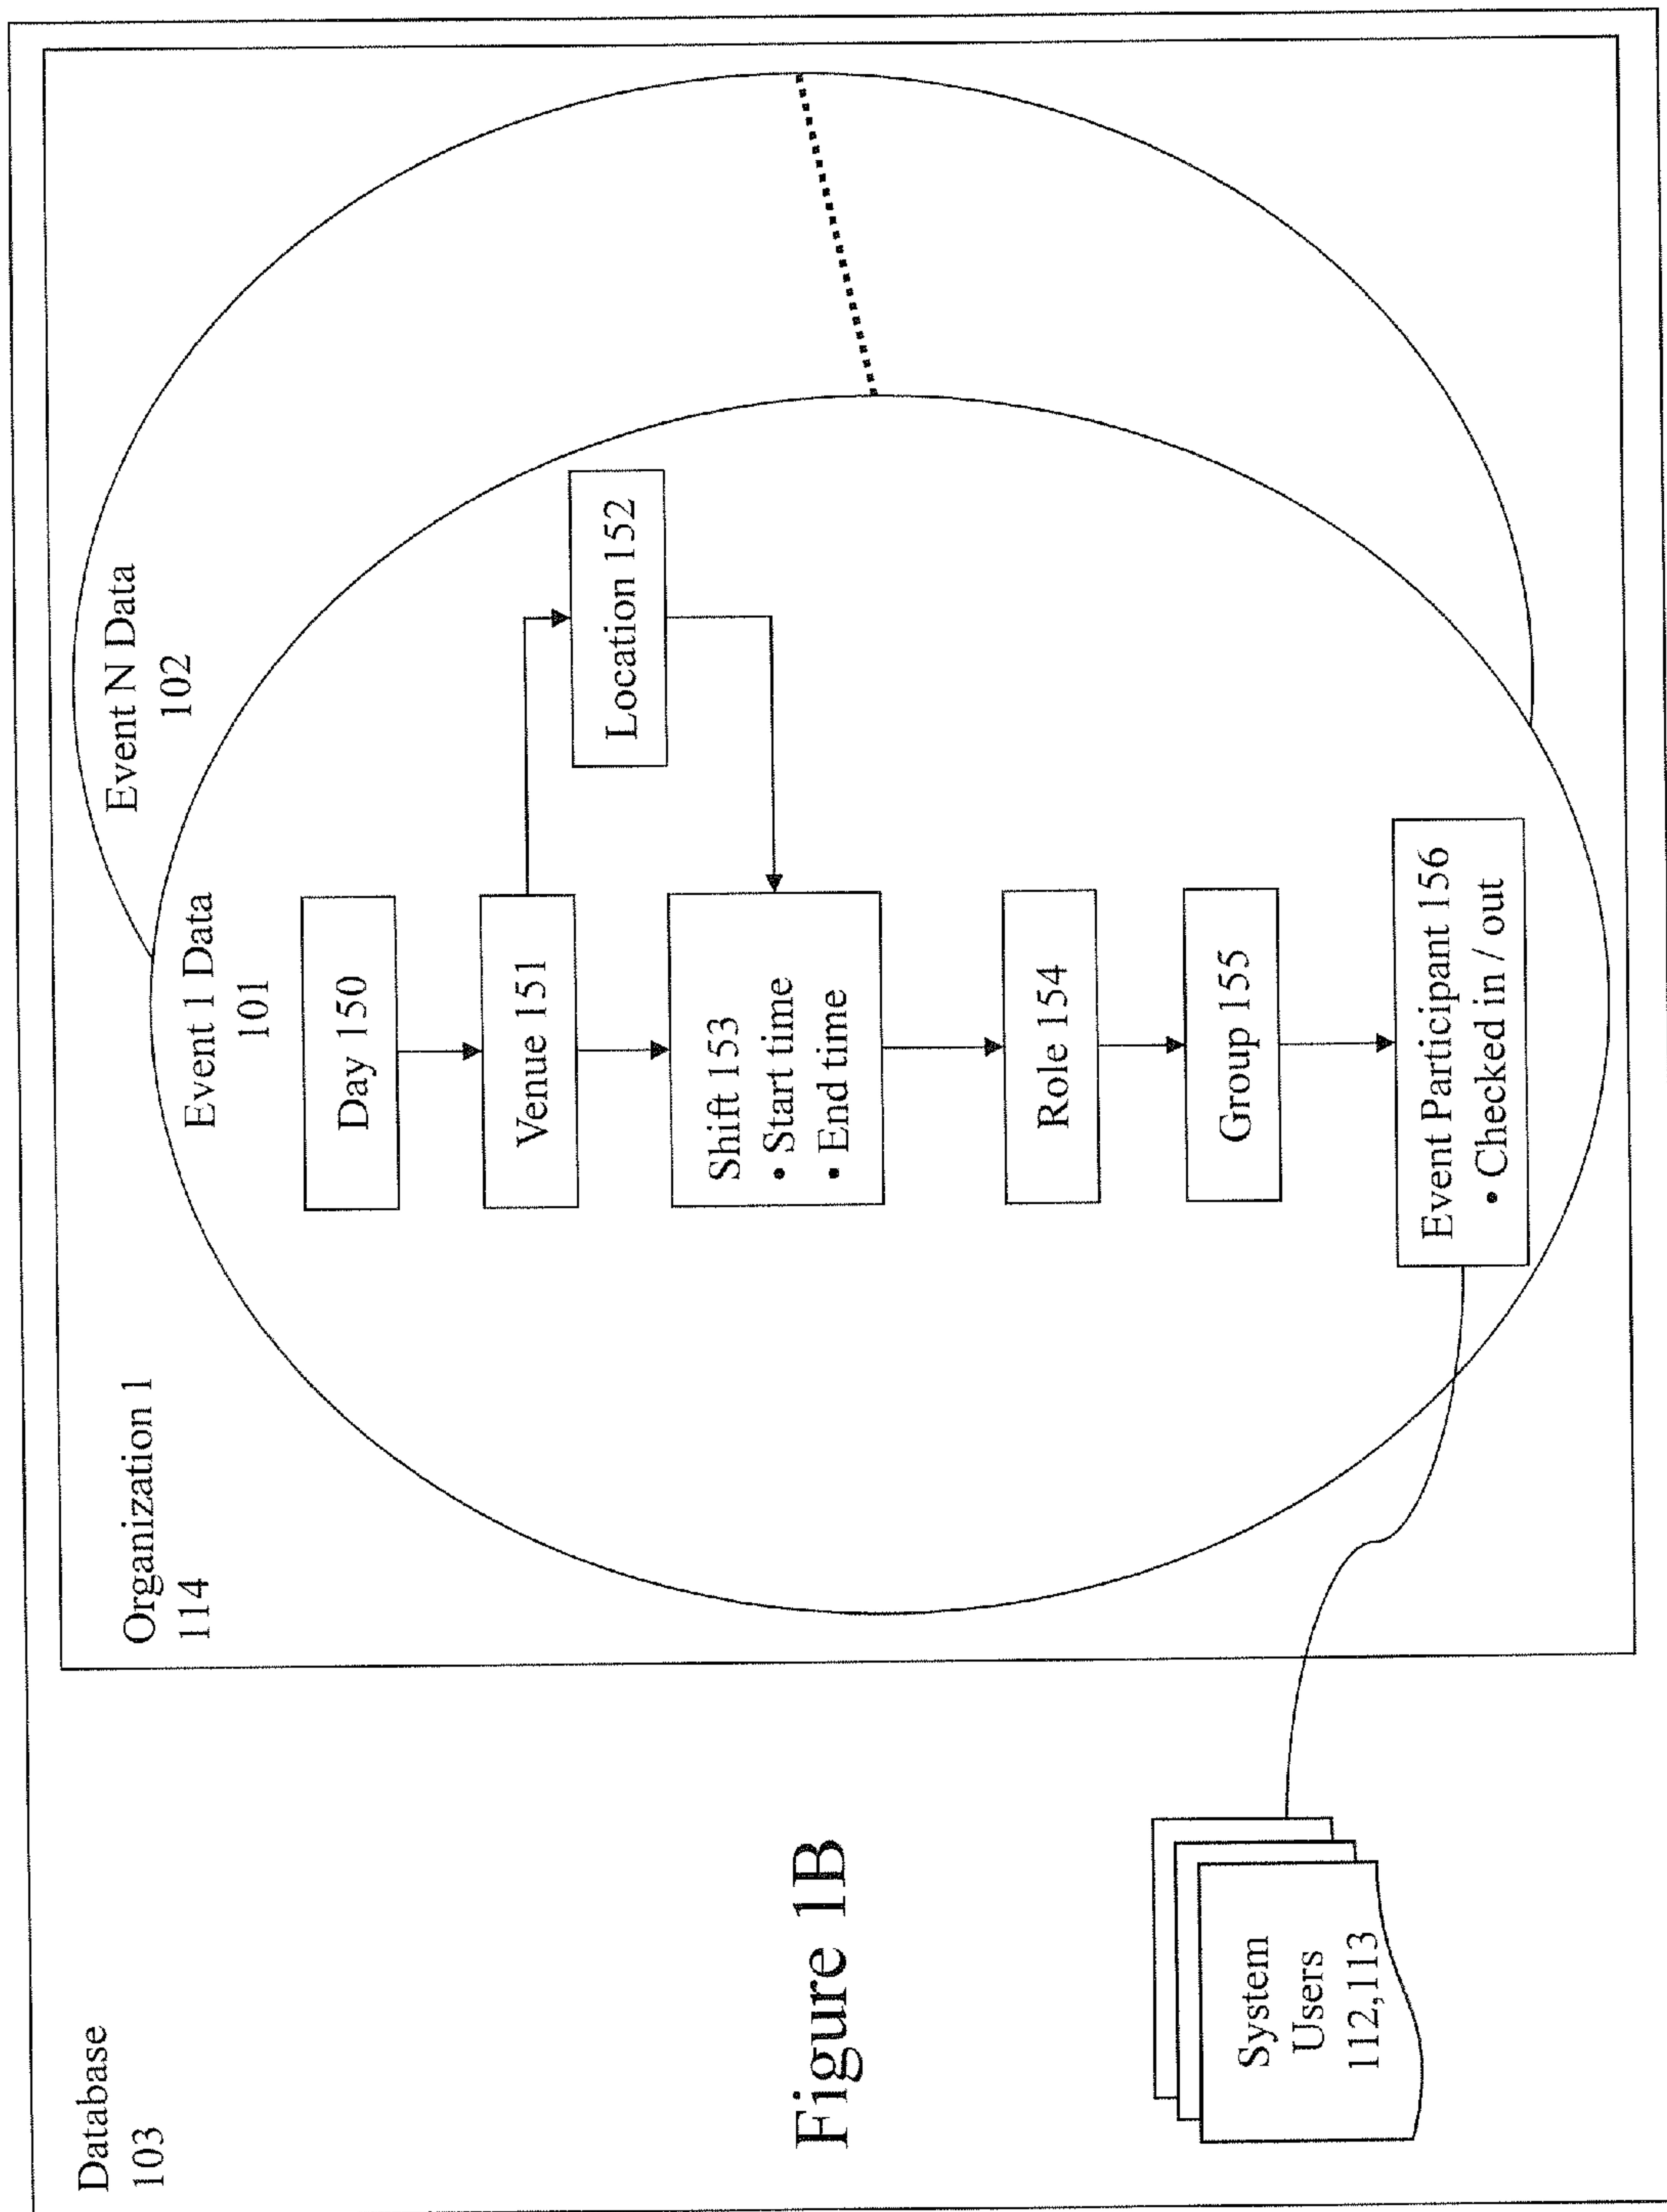 Database
103
Organization 1
114
Event N Data
102
Event 1 Data
101
Day 150
Venue 151
Location 152
Shift 153
• Start time
• End time
Role 154
Group 155
Event Participant 156
• Checked in / out
System
Users
112,113
Figure 1B